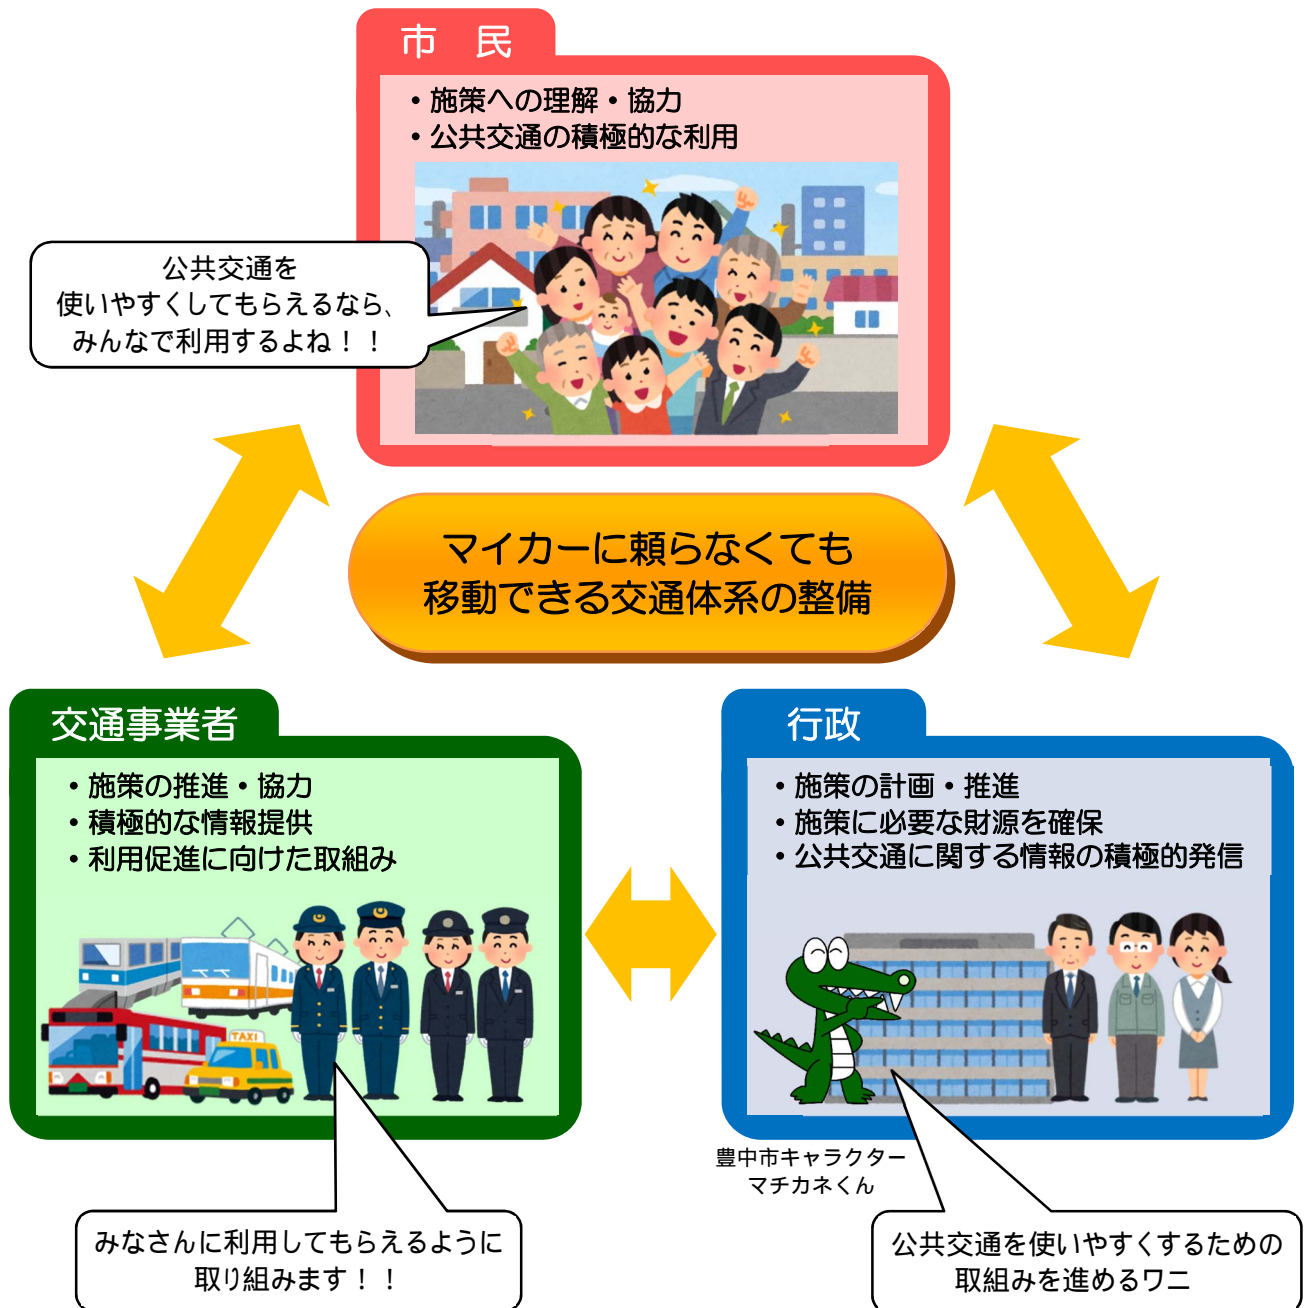 市　民
・施策への理解・協力
・公共交通の積極的な利用
公共交通を
使いやすくしてもらえるなら、
みんなで利用するよね！！
マイカーに頼らなくても
移動できる交通体系の整備
交通事業者
・施策の推進・協力
・積極的な情報提供
・利用促進に向けた取組み
TAXI
みなさんに利用してもらえるように
取り組みます！！
行政
・施策の計画・推進
・施策に必要な財源を確保
・公共交通に関する情報の積極的発信
豊中市キャラクター
マチカネくん
公共交通を使いやすくするための
取組みを進めるワニ